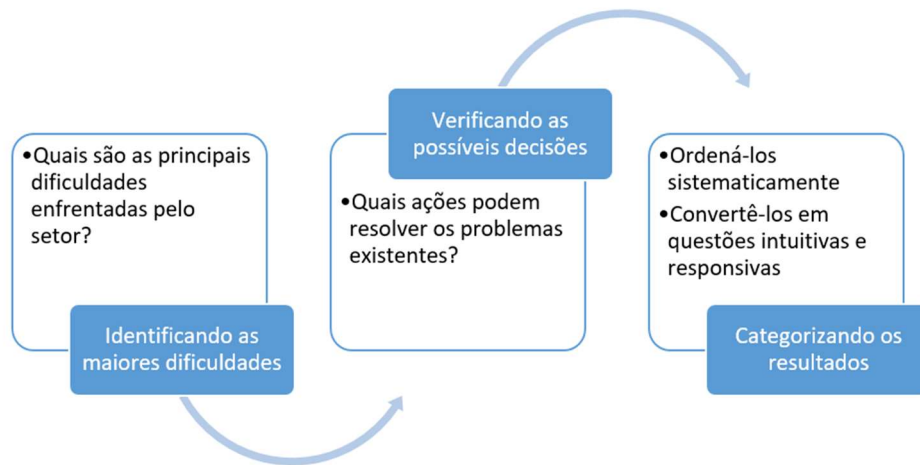 •Quais são as principais
dificuldades
enfrentadas pelo
setor?
Identificando as
maiores dificuldades
Verificando as
possíveis decisões
•Quais ações podem
resolver os problemas
existentes?
•Ordená-los
sistematicamente
•Convertê-los em
questões intuitivas e
responsivas
Categorizando os
resultados